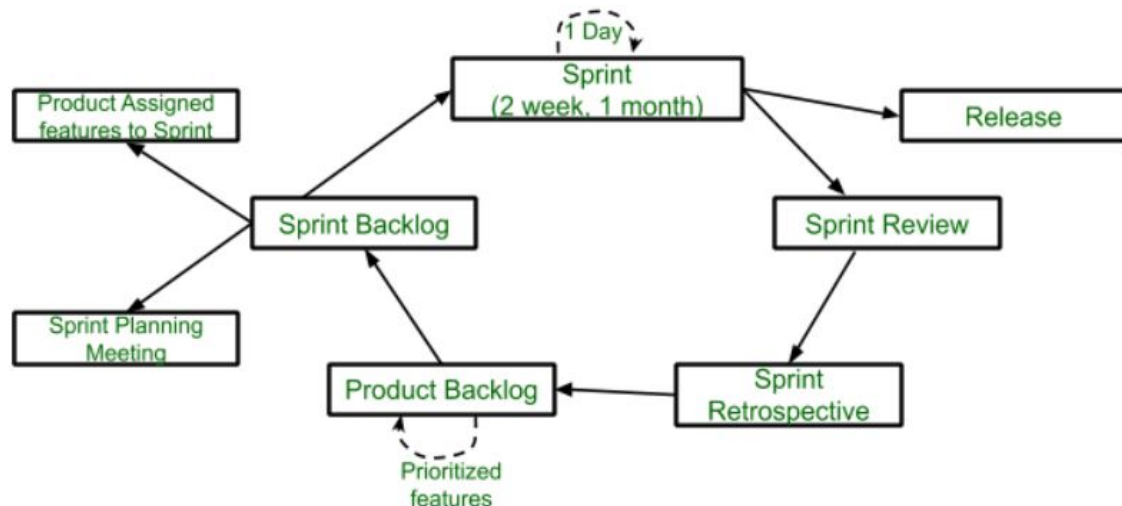 1 Day
Sprint
(2 week, 1 month)
Product Assigned
features to Sprint
Release
Sprint Backlog
Sprint Review
Sprint Planning
Meeting
Product Backlog
Sprint
Retrospective
Prioritized
features